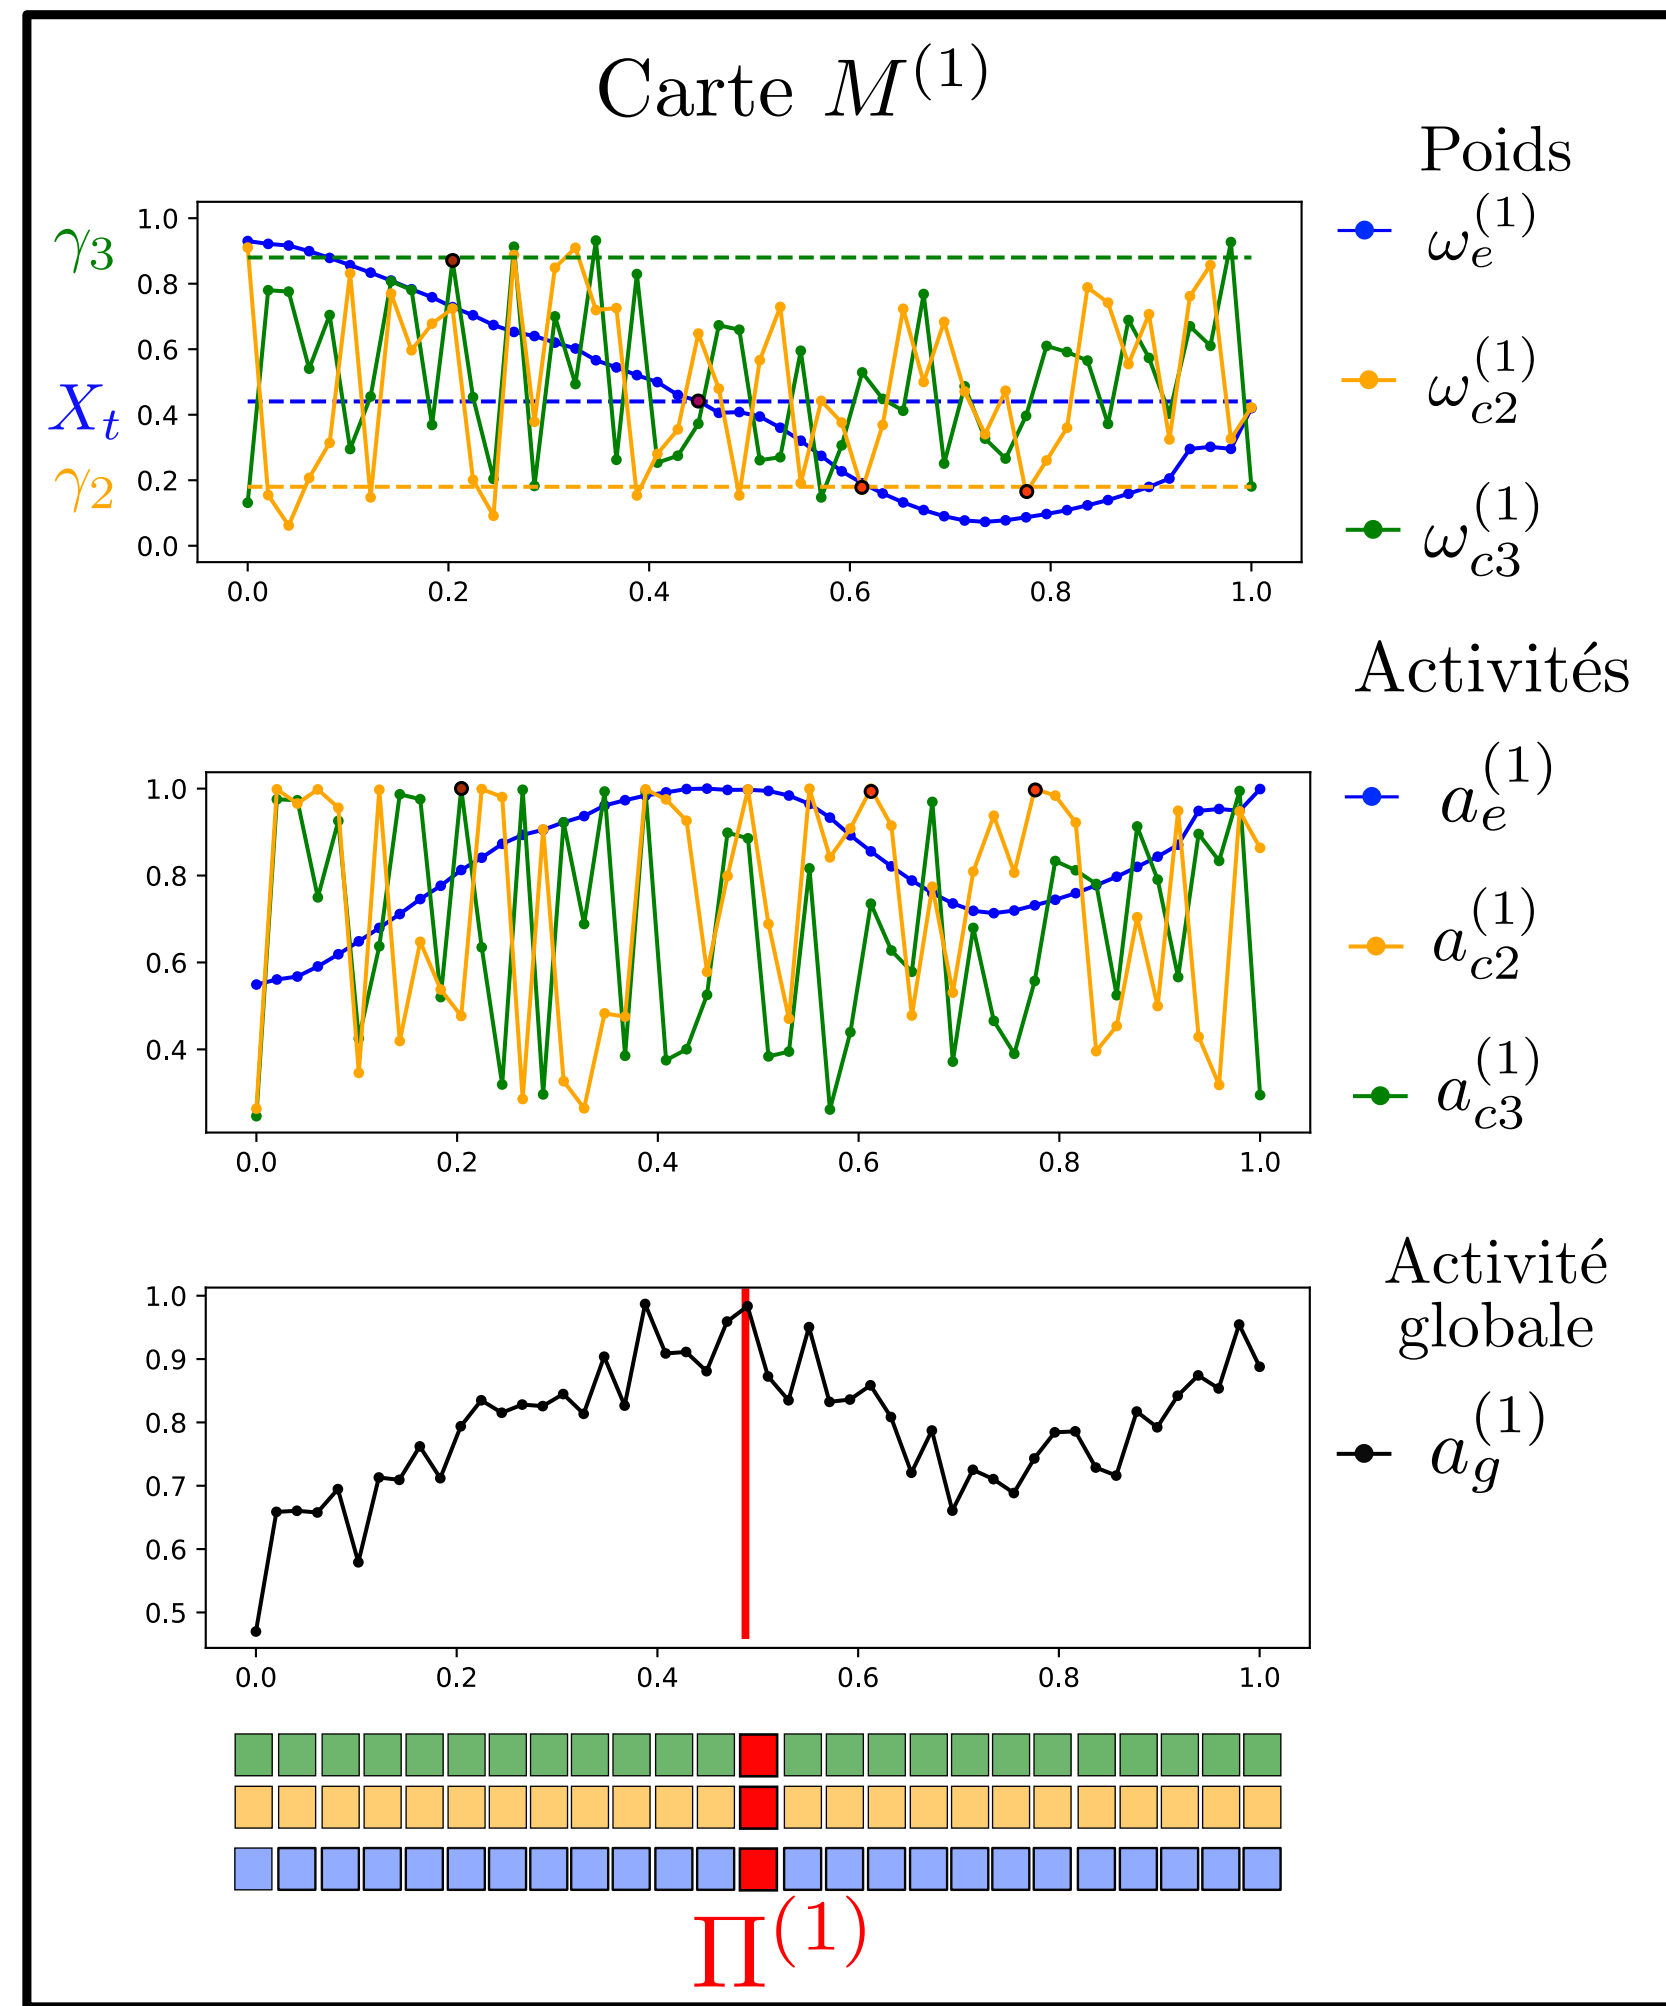 Carte M^(1)
Poids
γ3
1.0
0.8
0.6
X_t
0.4
γ2
0.2
0.0
0.0 0.2 0.4 0.6 0.8 1.0
ω_e^(1)
ω_c2^(1)
ω_c3^(1)
Activités
1.0
0.8
0.6
0.4
0.0 0.2 0.4 0.6 0.8 1.0
a_e^(1)
a_c2^(1)
a_c3^(1)
Activité
globale
1.0
0.9
0.8
0.7
0.6
0.5
0.0 0.2 0.4 0.6 0.8 1.0
a_g^(1)
Π^(1)